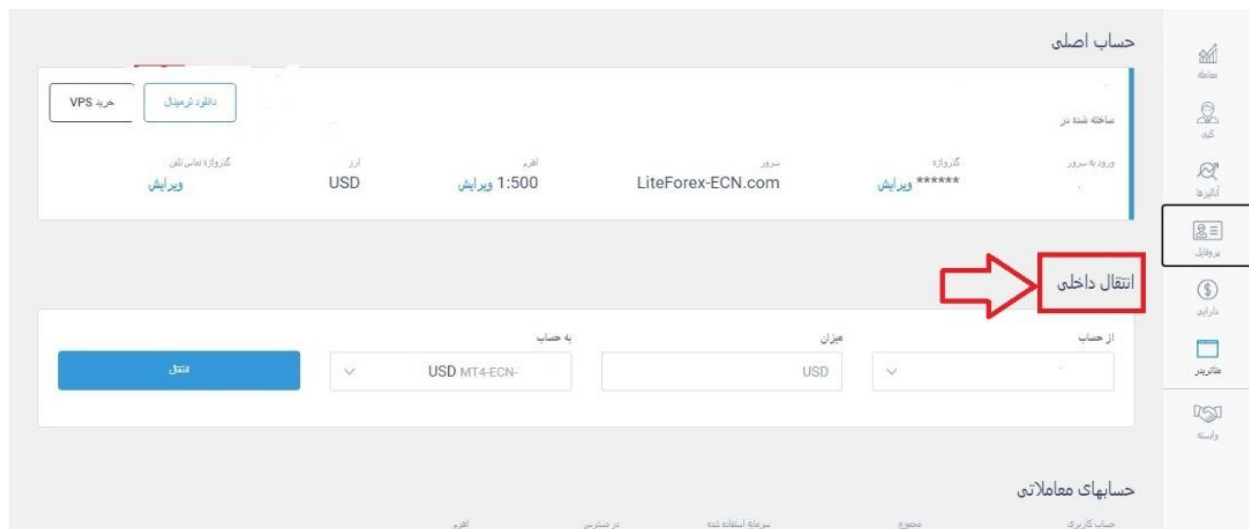 حساب اصلی
دانلود ترمینال
خرید VPS
ساخته شده در
ورود به سرور
گذرواژه
سرور
اهرم
ارز
گذرواژه تماس تلفن
****** ویرایش
LiteForex-ECN.com
1:500 ویرایش
USD
ویرایش
انتقال داخلی
از حساب
میزان
به حساب
USD
USD MT4-ECN-
انتقال
حسابهای معاملاتی
حساب کاربری
مجموع
سرمایه استفاده شده
در دسترس
اهرم
معامله
کپی
آنالیزها
پروفایل
دارایی
متاتریدر
وابسته